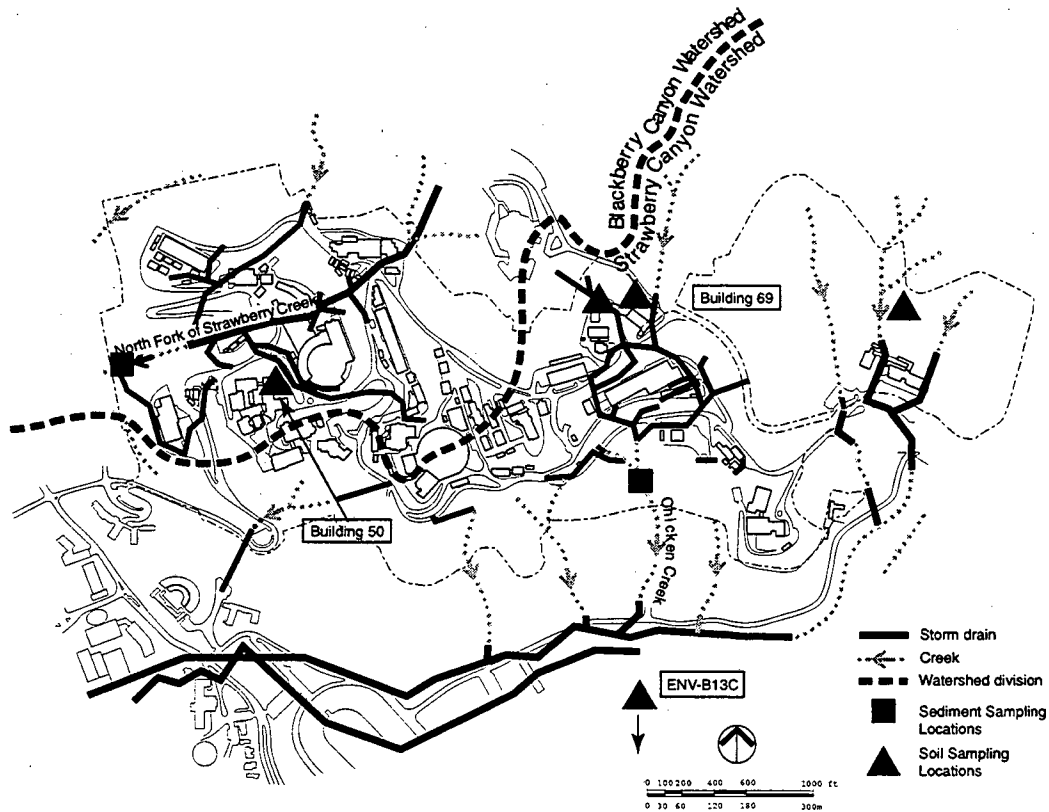 Blackberry Canyon Watershed
Strawberry Canyon Watershed
Building 69
North Fork of Strawberry Creek
Building 50
Chicken Creek
ENV-B13C
Storm drain
Creek
Watershed division
Sediment Sampling
Locations
Soil Sampling
Locations
0 100 200 400 600 1000 ft
0 30 60 120 180 300m